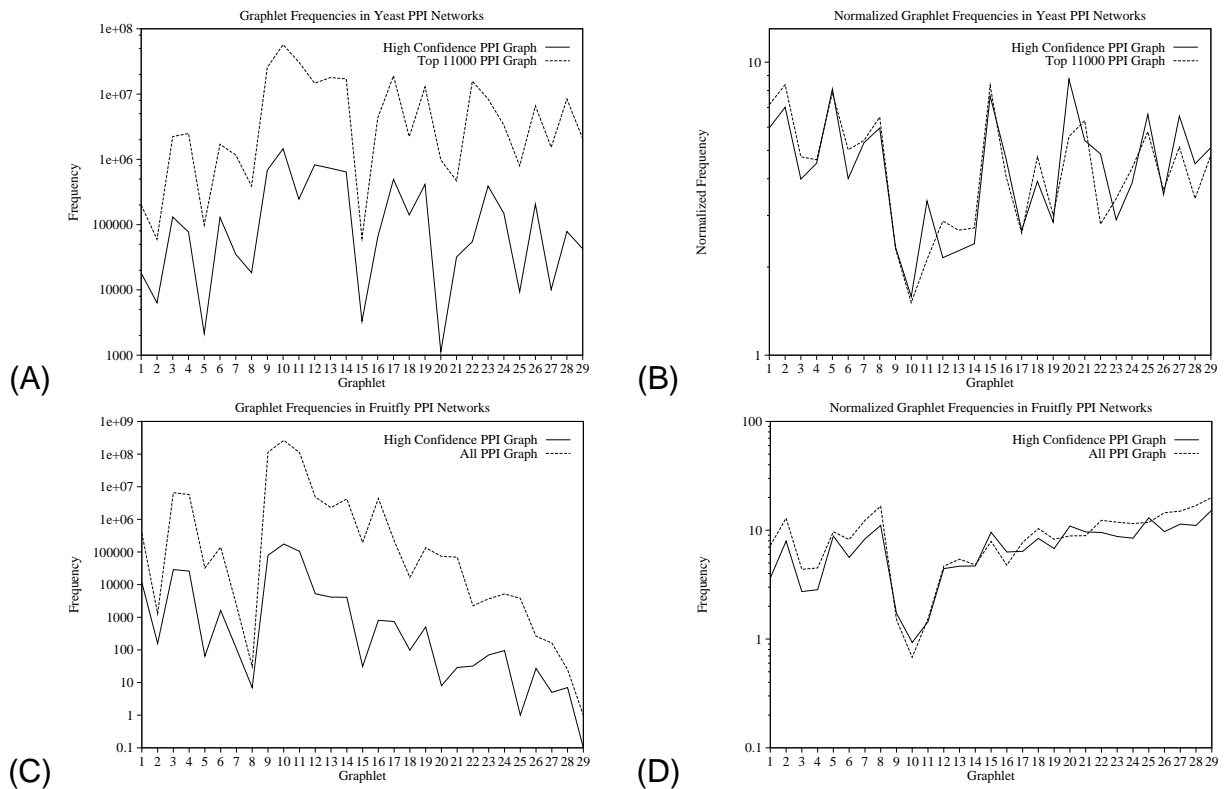 Graphlet Frequencies in Yeast PPI Networks
1e+08
1e+07
1e+06
100000
10000
1000
Frequency
High Confidence PPI Graph
Top 11000 PPI Graph
1 2 3 4 5 6 7 8 9 10 11 12 13 14 15 16 17 18 19 20 21 22 23 24 25 26 27 28 29
Graphlet
(A)
Normalized Graphlet Frequencies in Yeast PPI Networks
10
1
Normalized Frequency
High Confidence PPI Graph
Top 11000 PPI Graph
1 2 3 4 5 6 7 8 9 10 11 12 13 14 15 16 17 18 19 20 21 22 23 24 25 26 27 28 29
Graphlet
(B)
Graphlet Frequencies in Fruitfly PPI Networks
1e+09
1e+08
1e+07
1e+06
100000
10000
1000
100
10
1
0.1
Frequency
High Confidence PPI Graph
All PPI Graph
1 2 3 4 5 6 7 8 9 10 11 12 13 14 15 16 17 18 19 20 21 22 23 24 25 26 27 28 29
Graphlet
(C)
Normalized Graphlet Frequencies in Fruitfly PPI Networks
100
10
1
0.1
Frequency
High Confidence PPI Graph
All PPI Graph
1 2 3 4 5 6 7 8 9 10 11 12 13 14 15 16 17 18 19 20 21 22 23 24 25 26 27 28 29
Graphlet
(D)